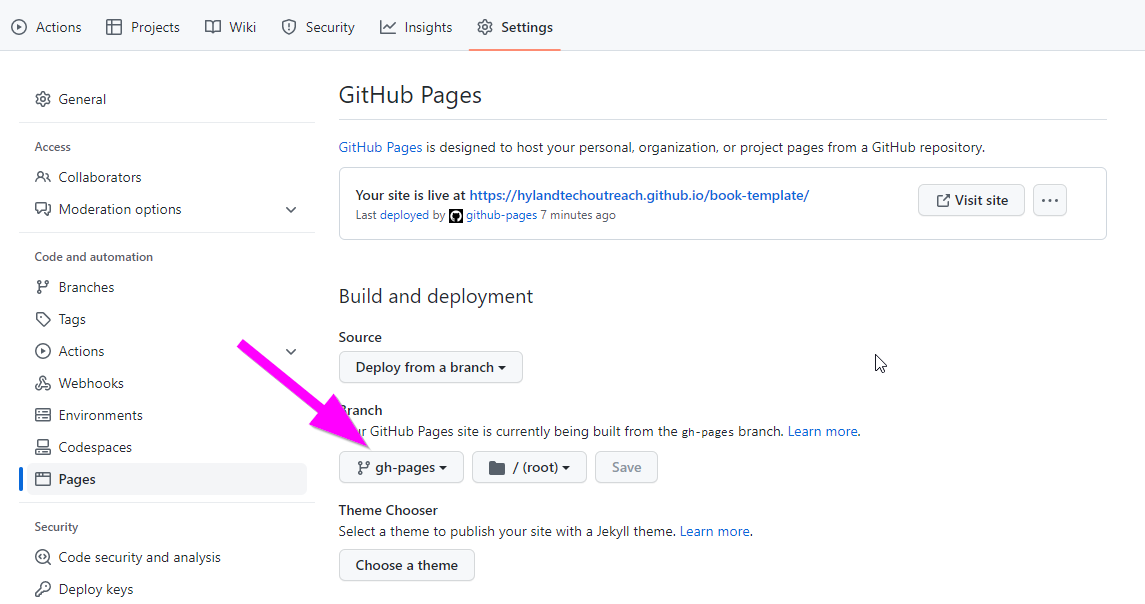 Actions Projects Wiki Security Insights Settings
General
Access
Collaborators
Moderation options
Code and automation
Branches
Tags
Actions
Webhooks
Environments
Codespaces
Pages
Security
Code security and analysis
Deploy keys
GitHub Pages
GitHub Pages is designed to host your personal, organization, or project pages from a GitHub repository.
Your site is live at https://hylandtechoutreach.github.io/book-template/
Last deployed by github-pages 7 minutes ago
Visit site
Build and deployment
Source
Deploy from a branch
Branch
GitHub Pages site is currently being built from the gh-pages branch. Learn more.
gh-pages / (root) Save
Theme Chooser
Select a theme to publish your site with a Jekyll theme. Learn more.
Choose a theme